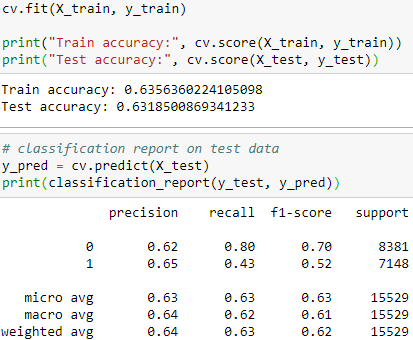 cv.fit(X_train, y_train)
print("Train accuracy:", cv.score(X_train, y_train))
print("Test accuracy:", cv.score(X_test, y_test))
Train accuracy: 0.6356360224105098
Test accuracy: 0.6318500869341233
# classification report on test data
y_pred = cv.predict(X_test)
print(classification_report(y_test, y_pred))
precision recall f1-score support
0 0.62 0.80 0.70 8381
1 0.65 0.43 0.52 7148
micro avg 0.63 0.63 0.63 15529
macro avg 0.64 0.62 0.61 15529
weighted avg 0.64 0.63 0.62 15529